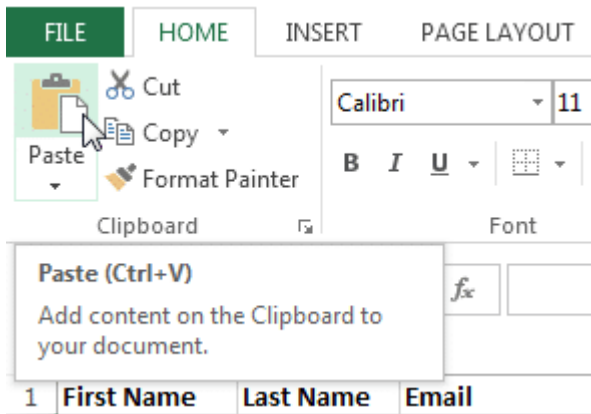 FILE HOME INSERT PAGE LAYOUT
Cut
Calibri 11
Copy
Paste
B I U
Format Painter
Clipboard Font
Paste (Ctrl+V)
fx
Add content on the Clipboard to
your document.
1 First Name Last Name Email